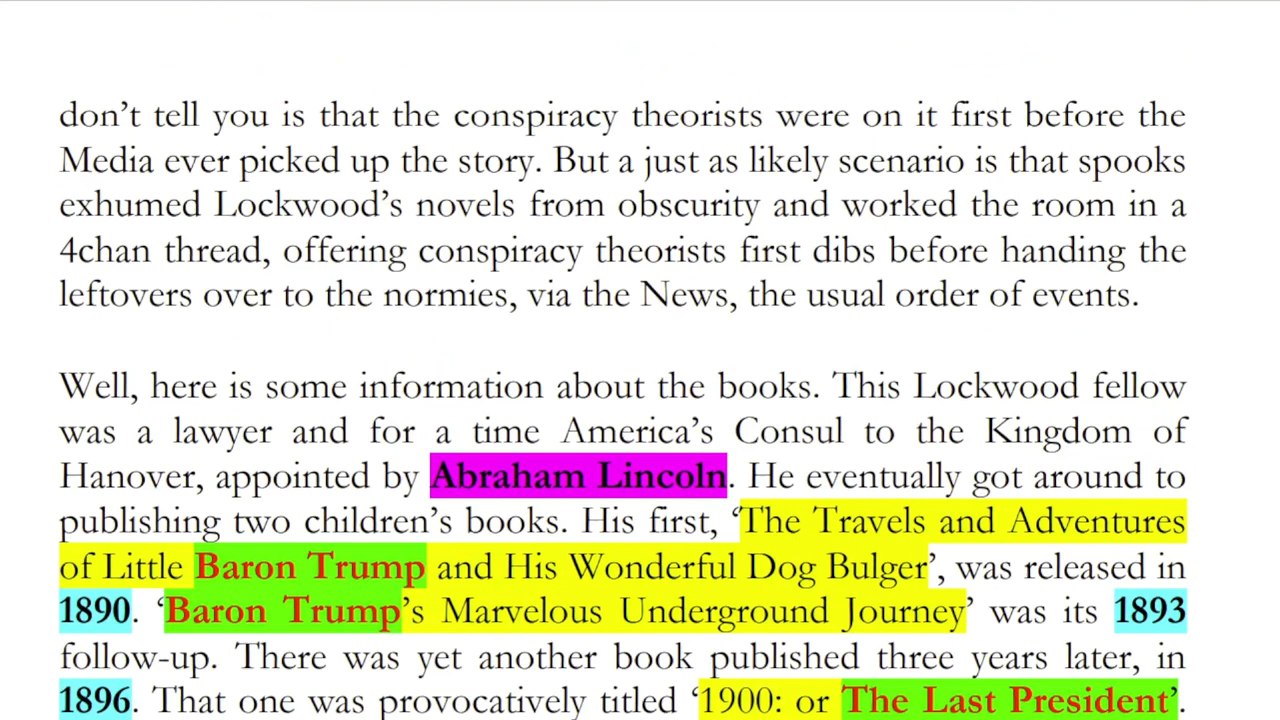 don’t tell you is that the conspiracy theorists were on it first before the
Media ever picked up the story. But a just as likely scenario is that spooks
exhumed Lockwood’s novels from obscurity and worked the room in a
4chan thread, offering conspiracy theorists first dibs before handing the
leftovers over to the normies, via the News, the usual order of events.
Well, here is some information about the books. This Lockwood fellow
was a lawyer and for a time America’s Consul to the Kingdom of
Hanover, appointed by Abraham Lincoln. He eventually got around to
publishing two children’s books. His first, ‘The Travels and Adventures
of Little Baron Trump and His Wonderful Dog Bulger’, was released in
1890. ‘Baron Trump’s Marvelous Underground Journey’ was its 1893
follow-up. There was yet another book published three years later, in
1896. That one was provocatively titled ‘1900: or The Last President’.